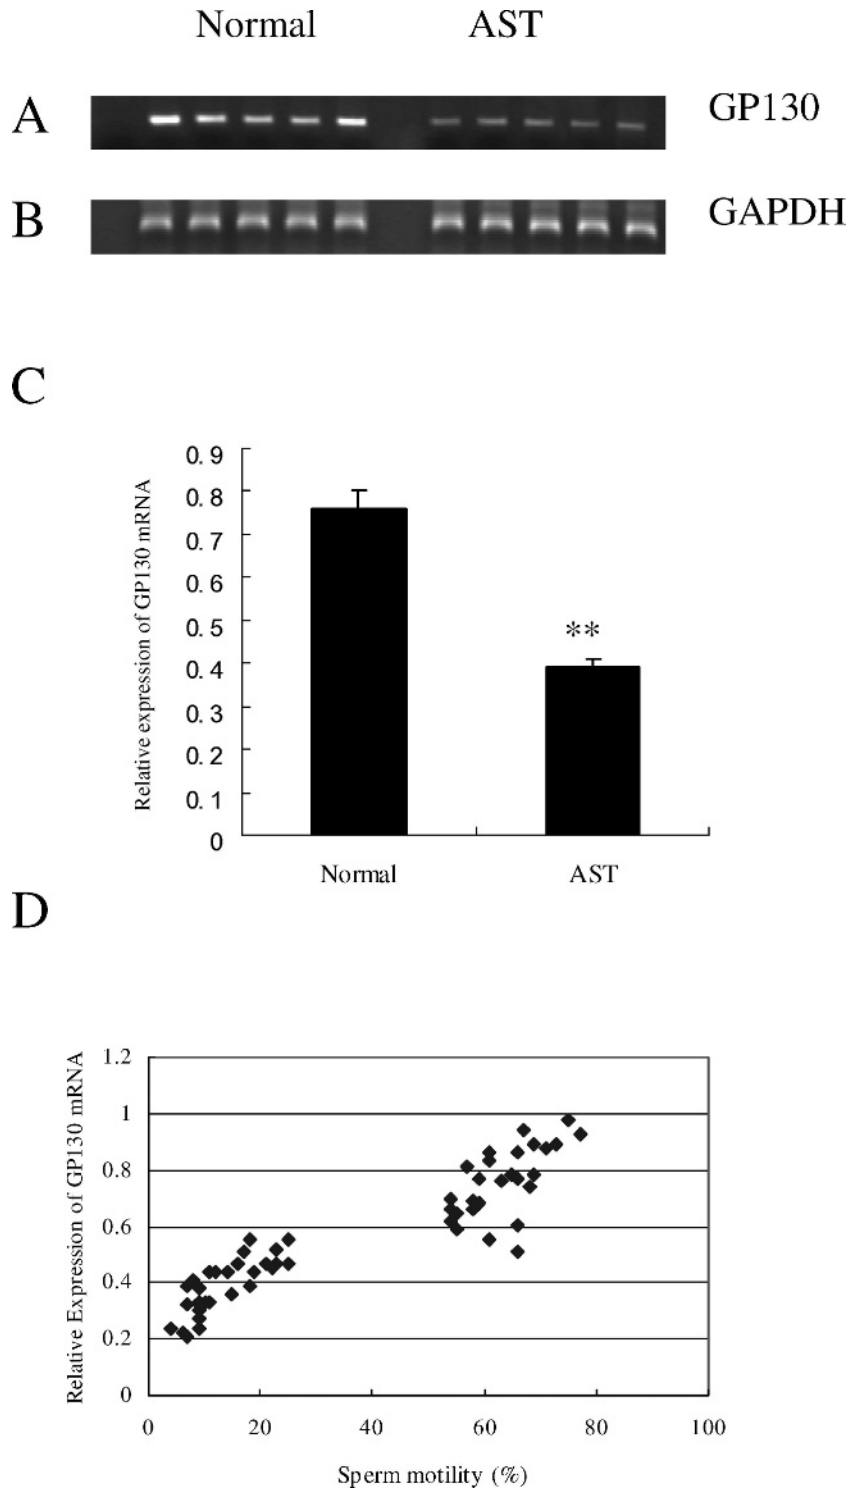 Normal AST
A GP130
B GAPDH
C
Relative expression of GP130 mRNA
0.9
0.8
0.7
0.6
0.5
0.4
0.3
0.2
0.1
0
**
Normal AST
D
Relative Expression of GP130 mRNA
1.2
1
0.8
0.6
0.4
0.2
0
0 20 40 60 80 100
Sperm motility (%)